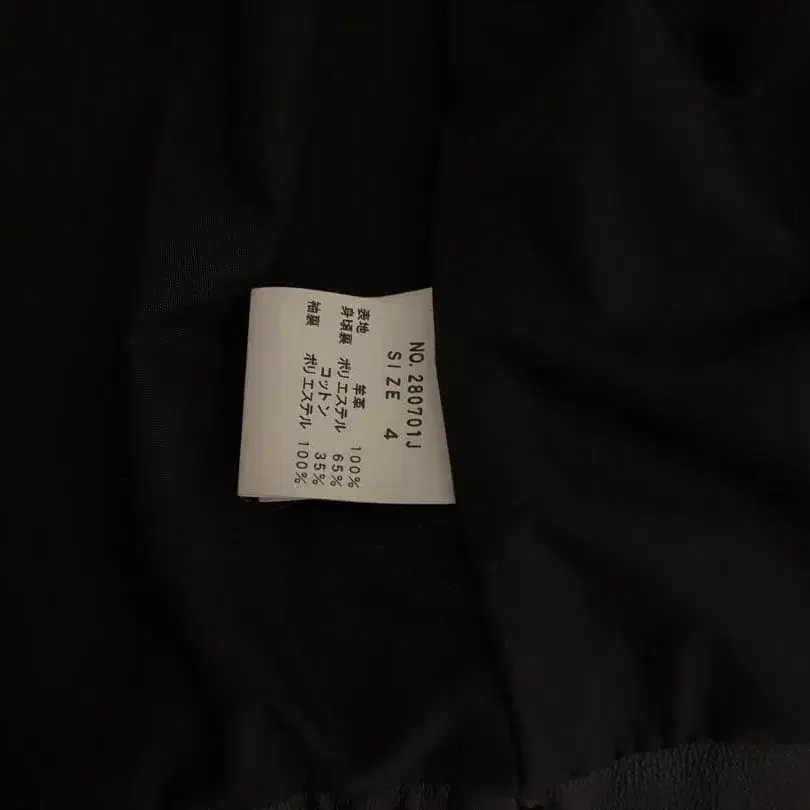 NO. 280701J
SIZE 4
表地 羊革 100%
身頃裏 ポリエステル 65%
コットン 35%
袖裏 ポリエステル 100%